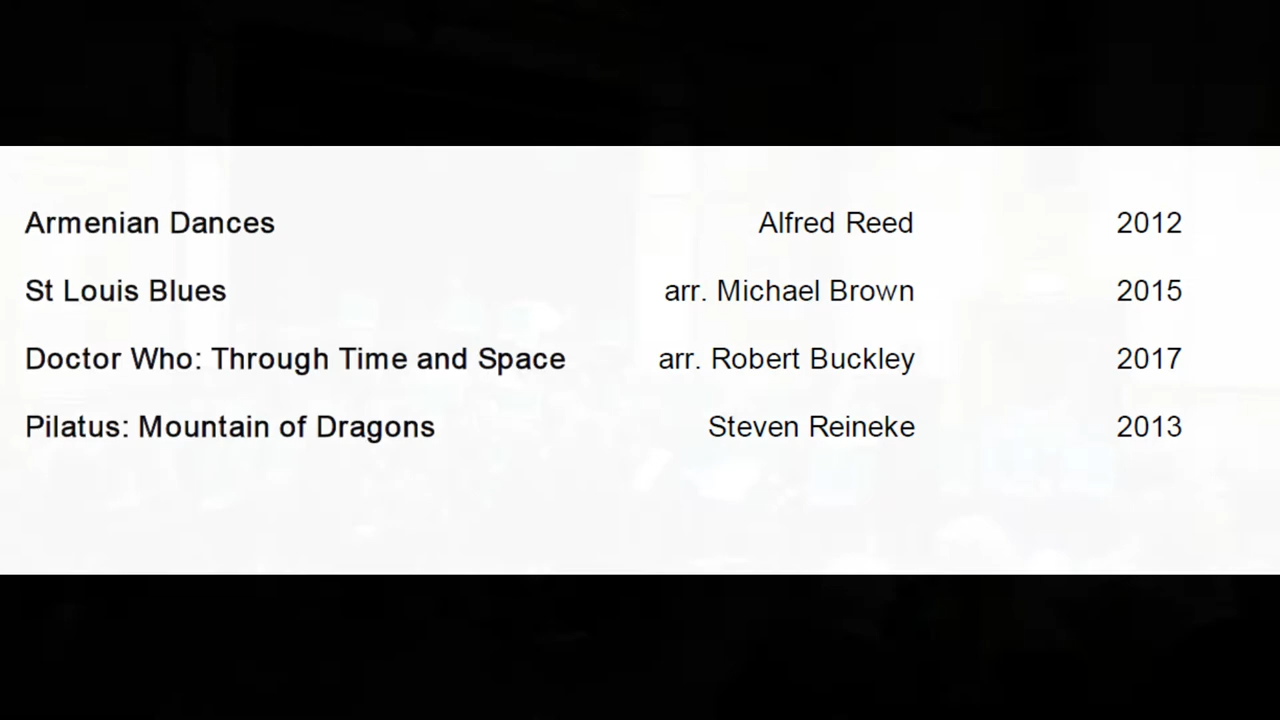 Armenian Dances Alfred Reed 2012
St Louis Blues arr. Michael Brown 2015
Doctor Who: Through Time and Space arr. Robert Buckley 2017
Pilatus: Mountain of Dragons Steven Reineke 2013